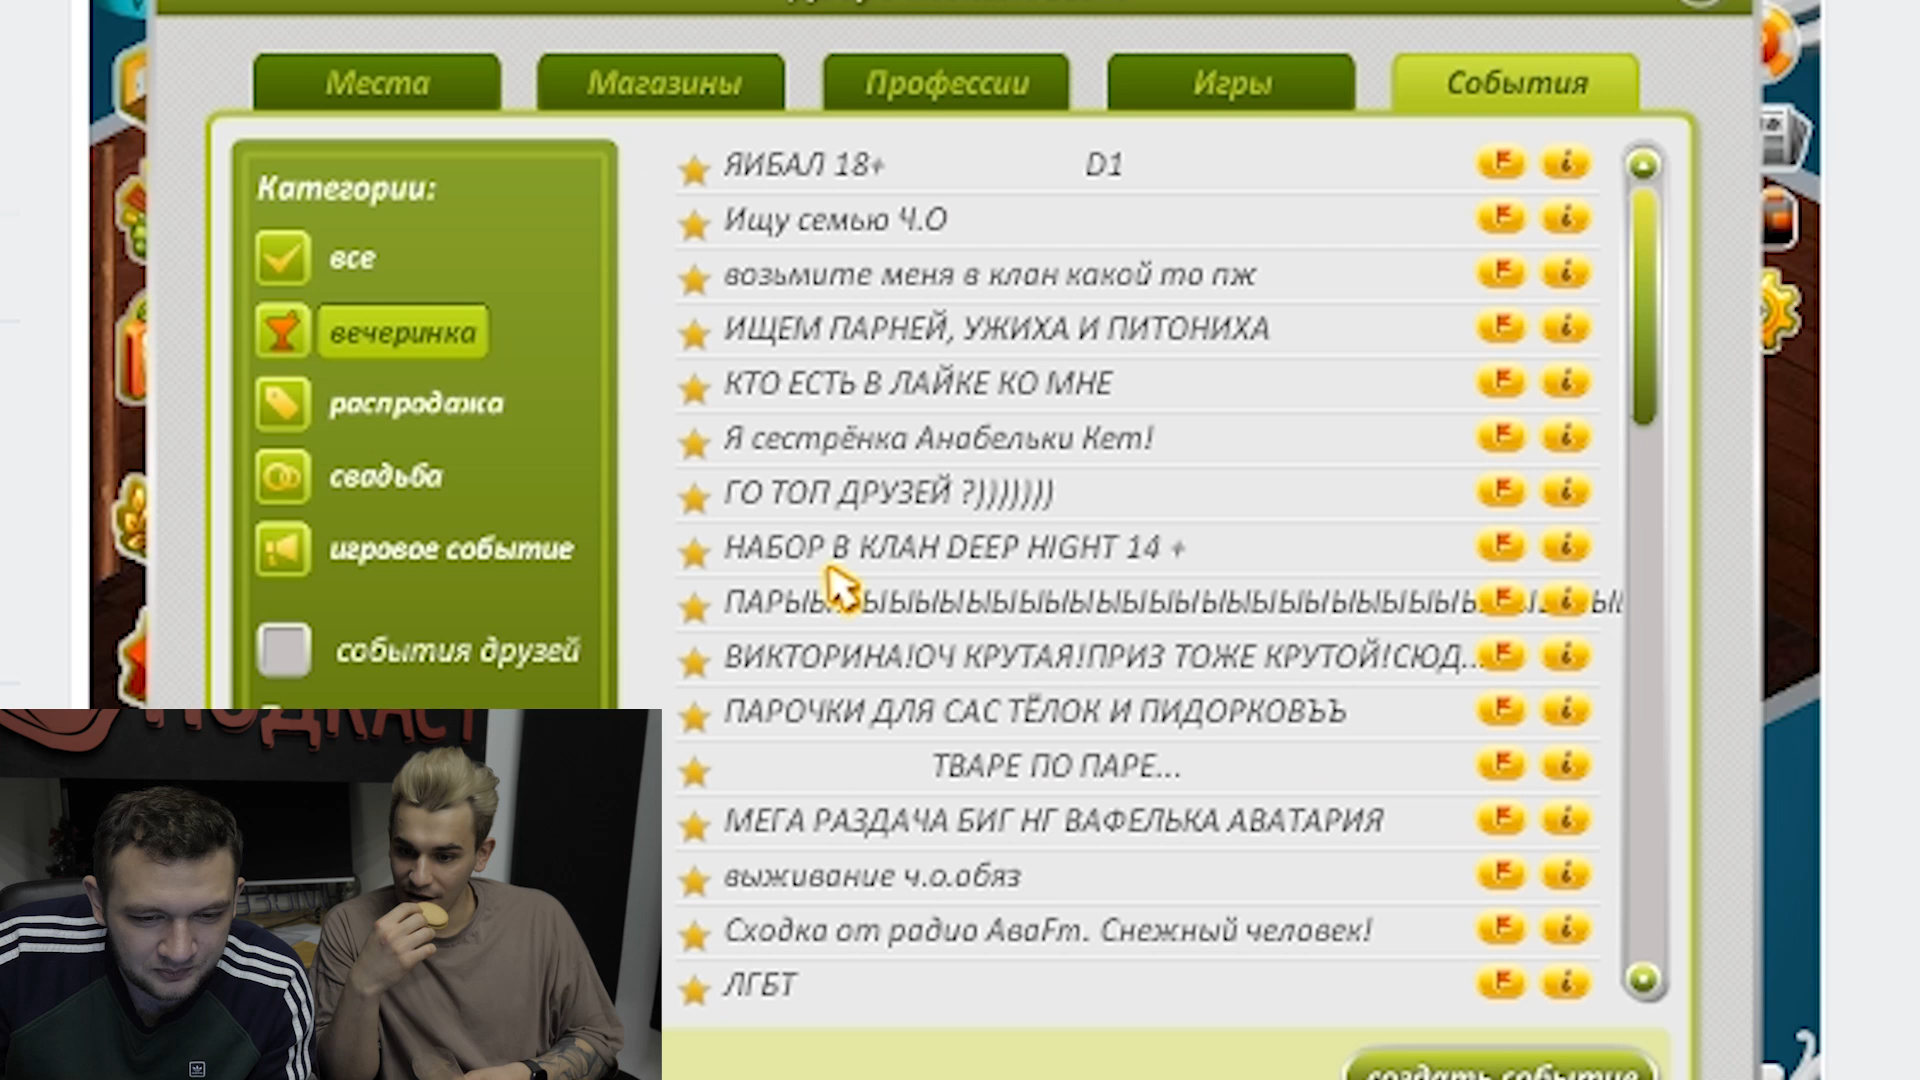 Места
Магазины
Профессии
Игры
События
Категории:
все
вечеринка
распродажа
свадьба
игровое событие
события друзей
ЯИБАЛ 18+ D1
Ищу семью Ч.О
возьмите меня в клан какой то пж
ИЩЕМ ПАРНЕЙ, УЖИХА И ПИТОНИХА
КТО ЕСТЬ В ЛАЙКЕ КО МНЕ
Я сестрёнка Анабельки Кет!
ГО ТОП ДРУЗЕЙ ?)))))))
НАБОР В КЛАН DEEP HIGHT 14 +
ВИКТОРИНА!ОЧ КРУТАЯ!ПРИЗ ТОЖЕ КРУТОЙ!СЮД...
ПАРОЧКИ ДЛЯ САС ТЁЛОК И ПИДОРКОВЪЪ
ТВАРЕ ПО ПАРЕ...
МЕГА РАЗДАЧА БИГ НГ ВАФЕЛЬКА АВАТАРИЯ
выживание ч.о.обяз
Сходка от радио АваFm. Снежный человек!
ЛГБТ
создать событие
ПОДКАСТ